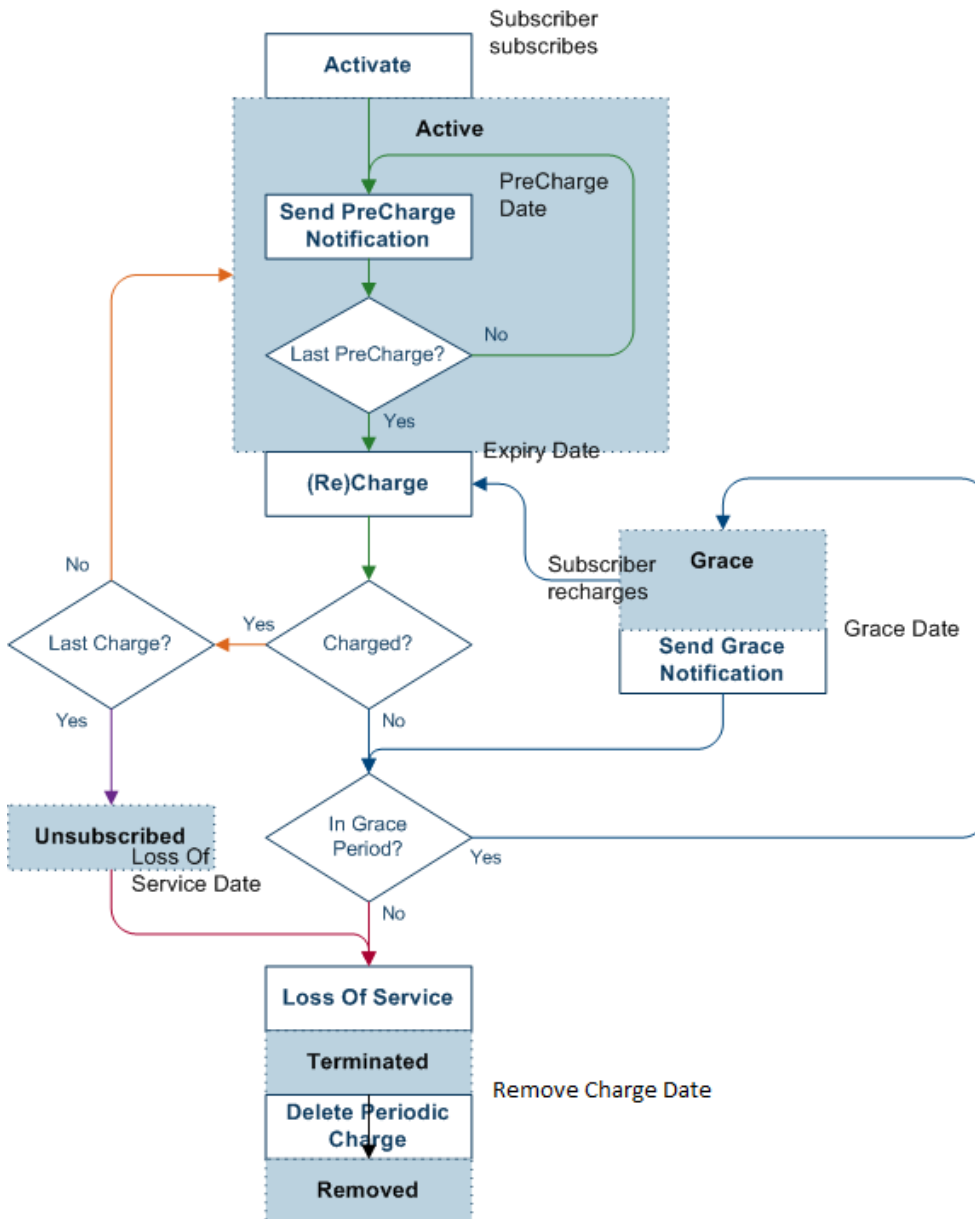 Subscriber
subscribes
Activate
Active
PreCharge
Date
Send PreCharge
Notification
No
Last PreCharge?
Yes
Expiry Date
(Re)Charge
Grace
Subscriber
recharges
No
Yes
Last Charge?
Charged?
Grace Date
Send Grace
Notification
Yes
No
Unsubscribed
Loss Of
Service Date
In Grace
Period?
Yes
No
Loss Of Service
Terminated
Remove Charge Date
Delete Periodic
Charge
Removed